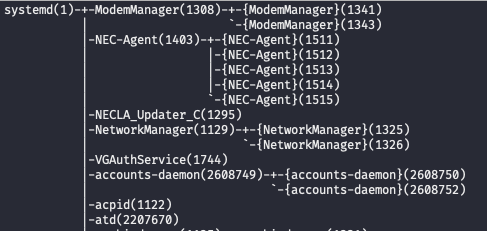 systemd(1)-+-ModemManager(1308)-+-{ModemManager}(1341)
           |                    `-{ModemManager}(1343)
           |-NEC-Agent(1403)-+-{NEC-Agent}(1511)
           |                 |-{NEC-Agent}(1512)
           |                 |-{NEC-Agent}(1513)
           |                 |-{NEC-Agent}(1514)
           |                 `-{NEC-Agent}(1515)
           |-NECLA_Updater_C(1295)
           |-NetworkManager(1129)-+-{NetworkManager}(1325)
           |                      `-{NetworkManager}(1326)
           |-VGAuthService(1744)
           |-accounts-daemon(2608749)-+-{accounts-daemon}(2608750)
           |                          `-{accounts-daemon}(2608752)
           |-acpid(1122)
           |-atd(2207670)